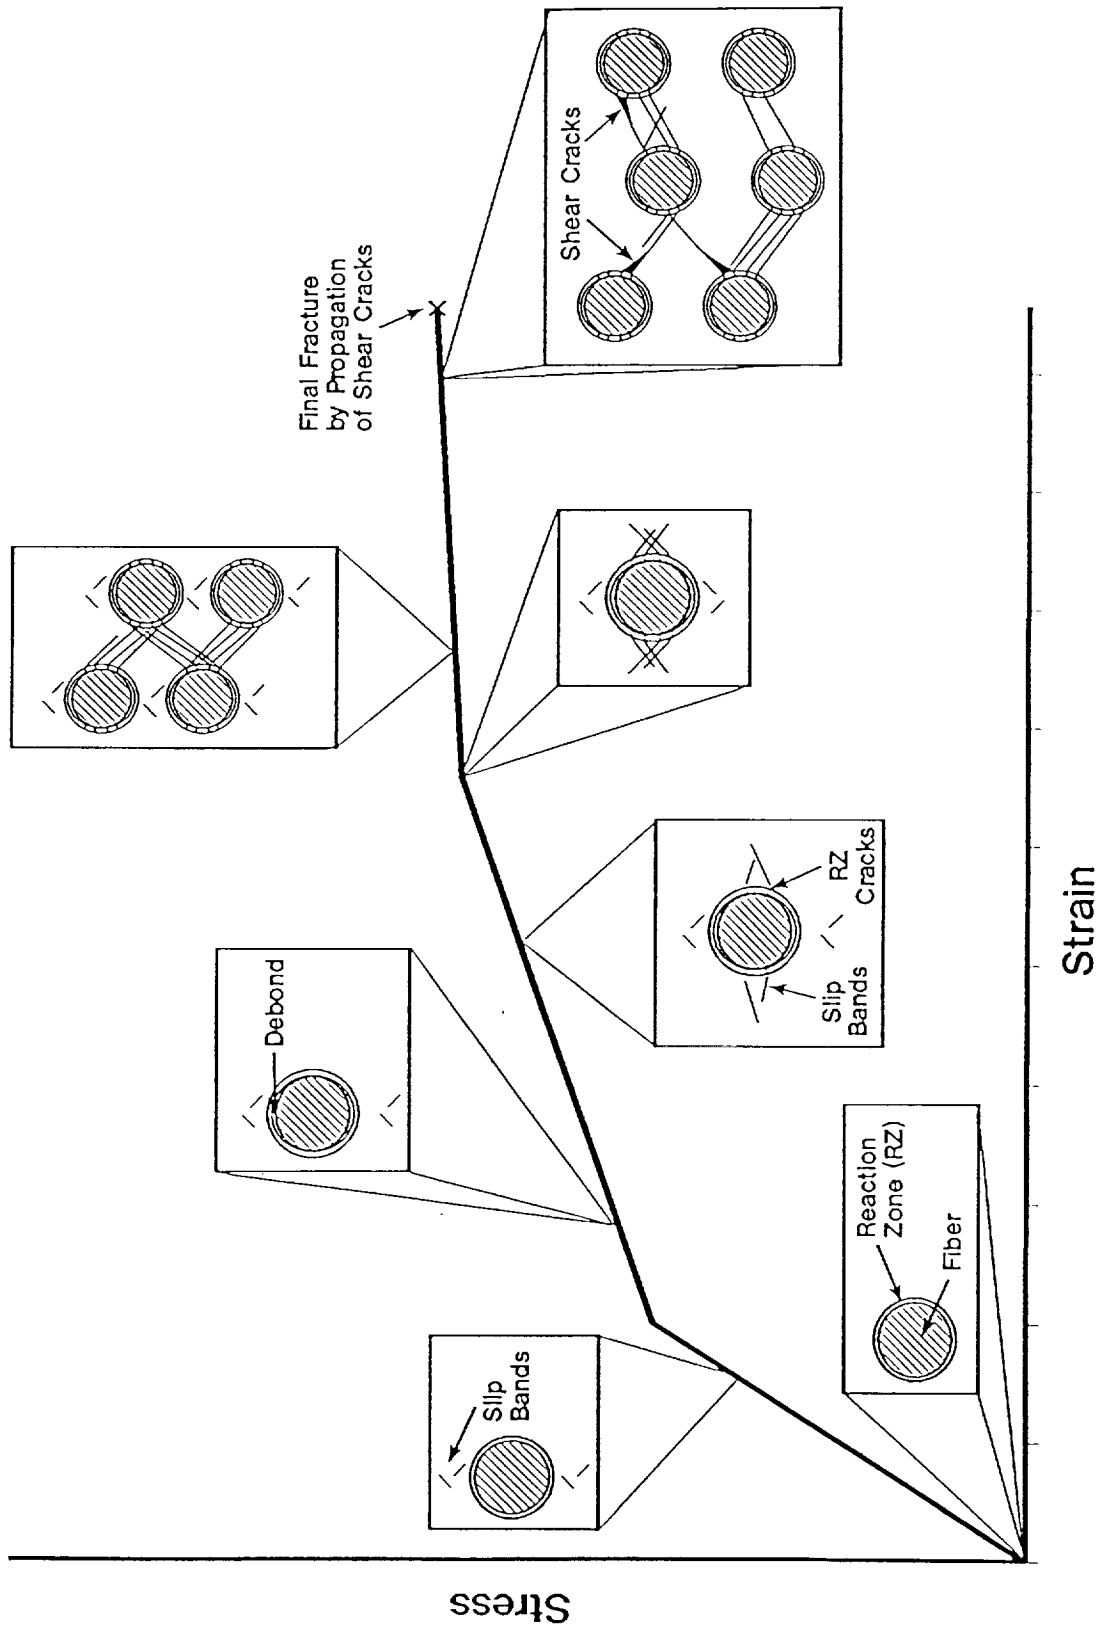 Final Fracture
by Propagation
of Shear Cracks
Shear Cracks
Debond
RZ
Cracks
Slip
Bands
Slip
Bands
Reaction
Zone (RZ)
Fiber
Stress
Strain